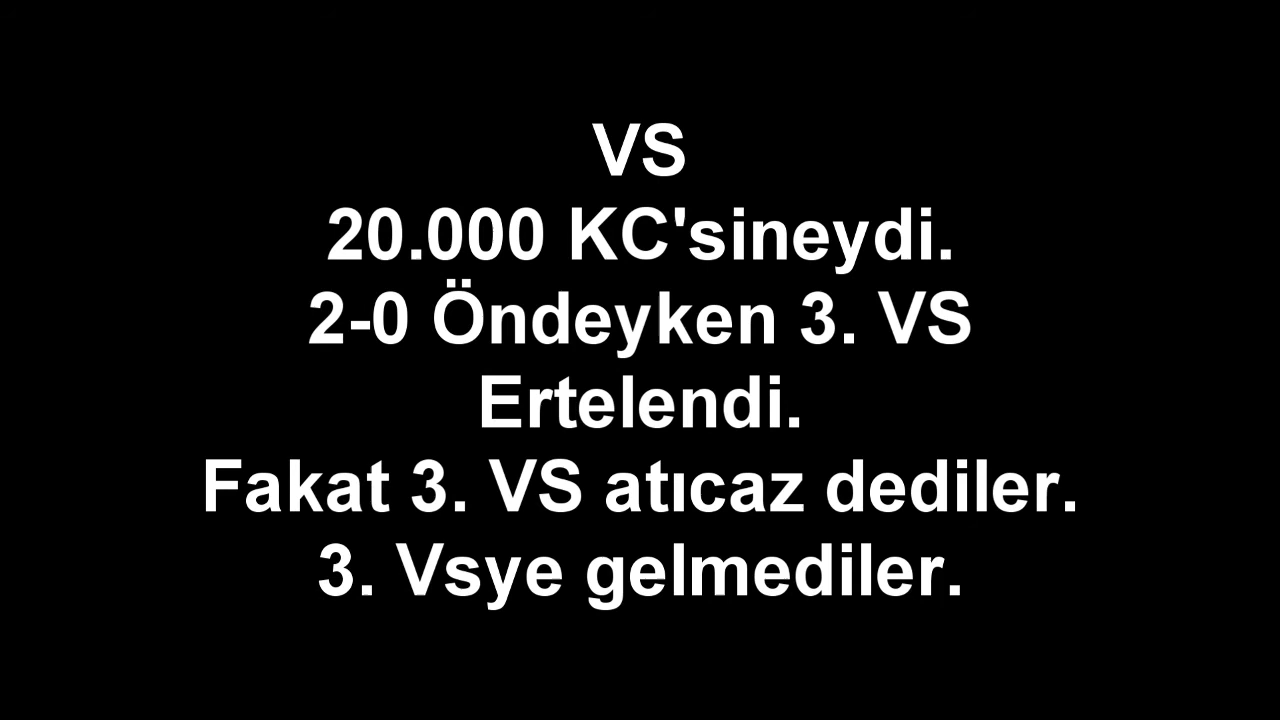 VS
20.000 KC'sineydi.
2-0 Öndeyken 3. VS
Ertelendi.
Fakat 3. VS atıcaz dediler.
3. Vsye gelmediler.